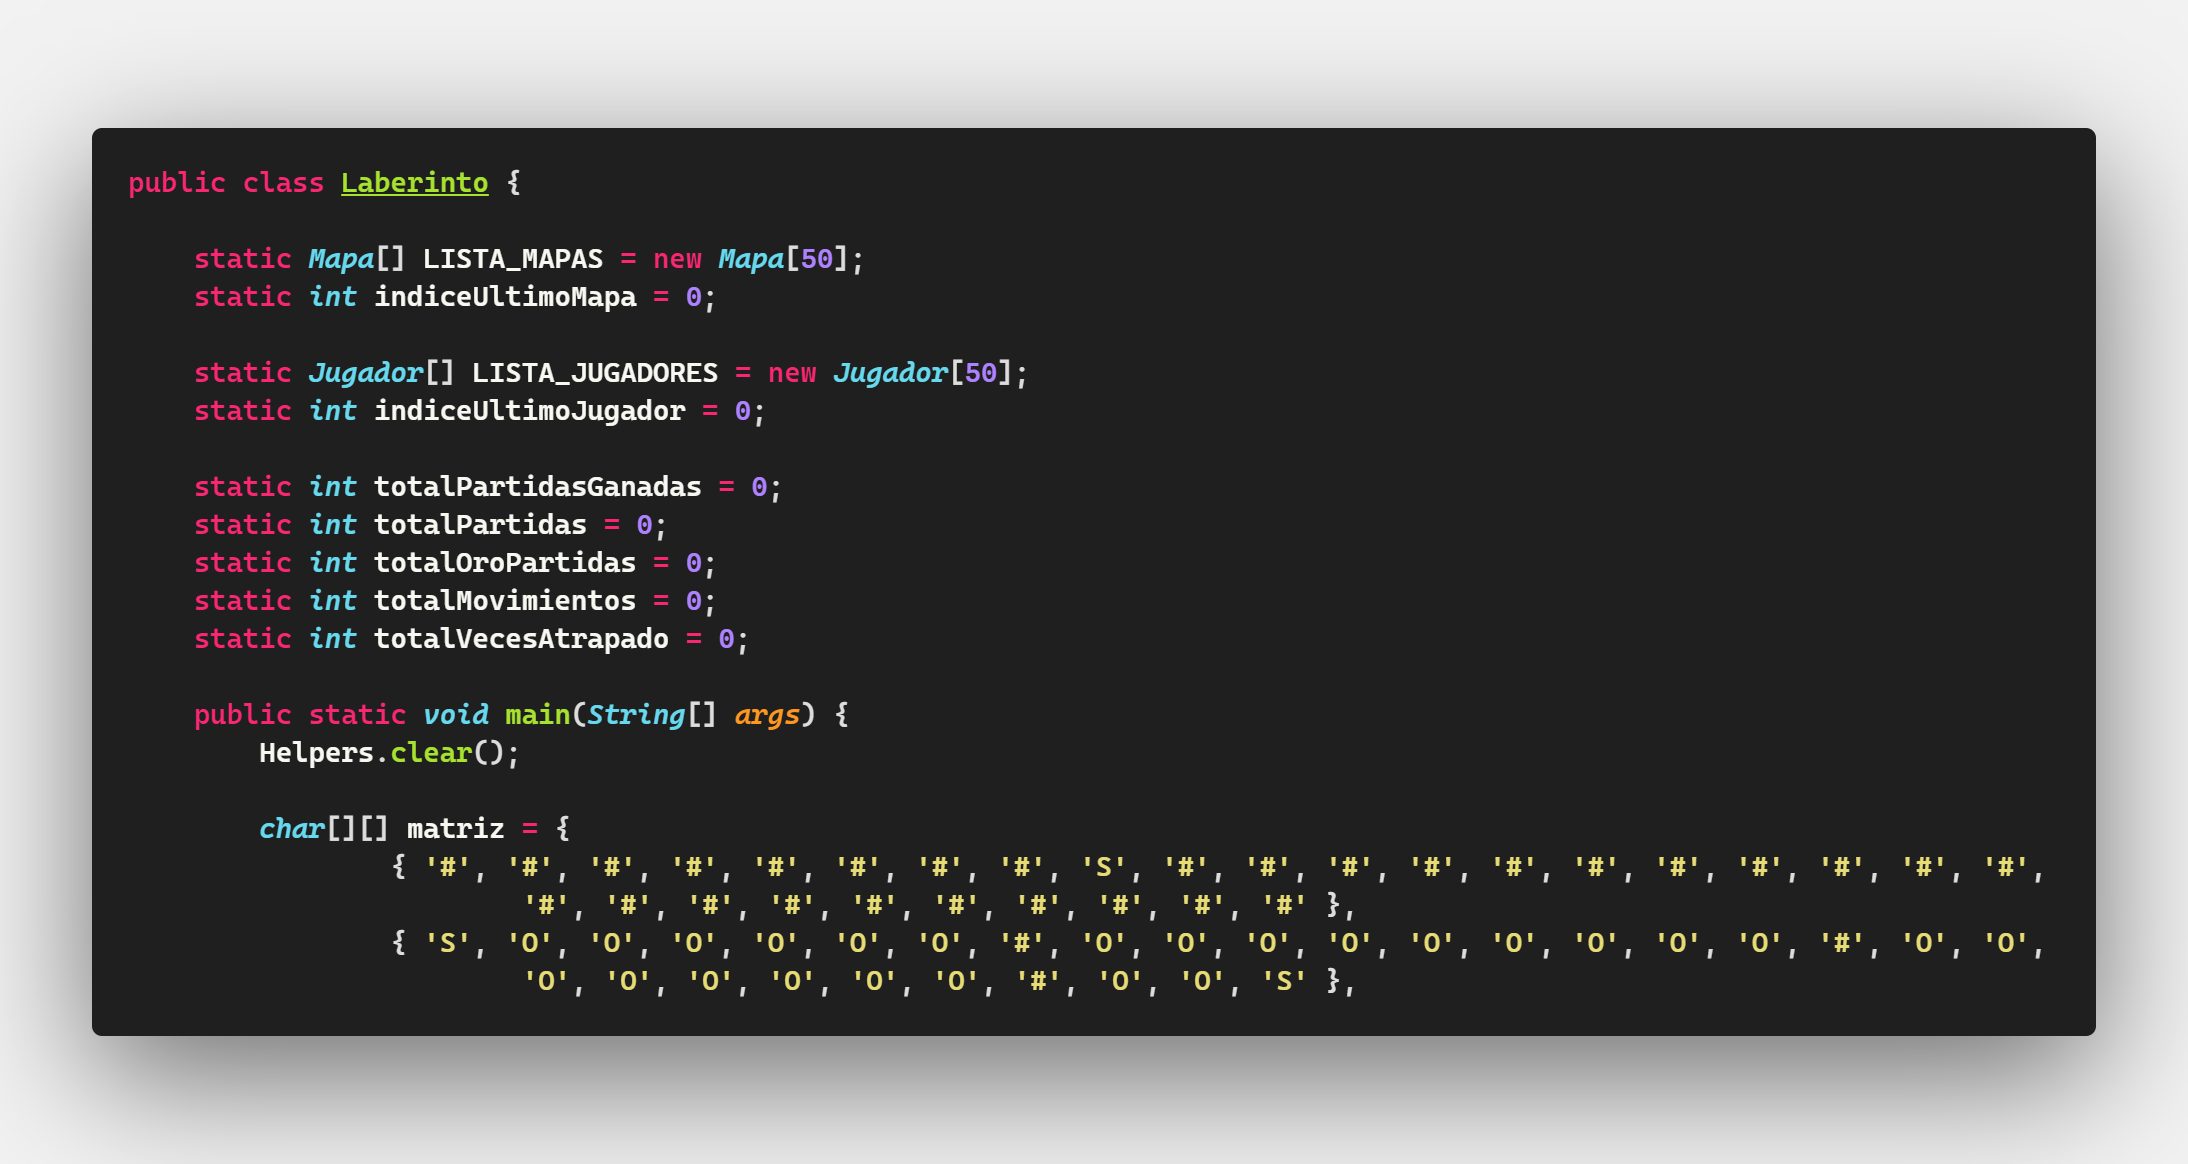 public class Laberinto {
static Mapa[] LISTA_MAPAS = new Mapa[50];
static int indiceUltimoMapa = 0;
static Jugador[] LISTA_JUGADORES = new Jugador[50];
static int indiceUltimoJugador = 0;
static int totalPartidasGanadas = 0;
static int totalPartidas = 0;
static int totalOroPartidas = 0;
static int totalMovimientos = 0;
static int totalVecesAtrapado = 0;
public static void main(String[] args) {
Helpers.clear();
char[][] matriz = {
{ '#', '#', '#', '#', '#', '#', '#', '#', 'S', '#', '#', '#', '#', '#', '#', '#', '#', '#', '#', '#',
'#', '#', '#', '#', '#', '#', '#', '#', '#', '#' },
{ 'S', 'O', 'O', 'O', 'O', 'O', 'O', '#', 'O', 'O', 'O', 'O', 'O', 'O', 'O', 'O', 'O', '#', 'O', 'O',
'O', 'O', 'O', 'O', 'O', 'O', '#', 'O', 'O', 'S' },